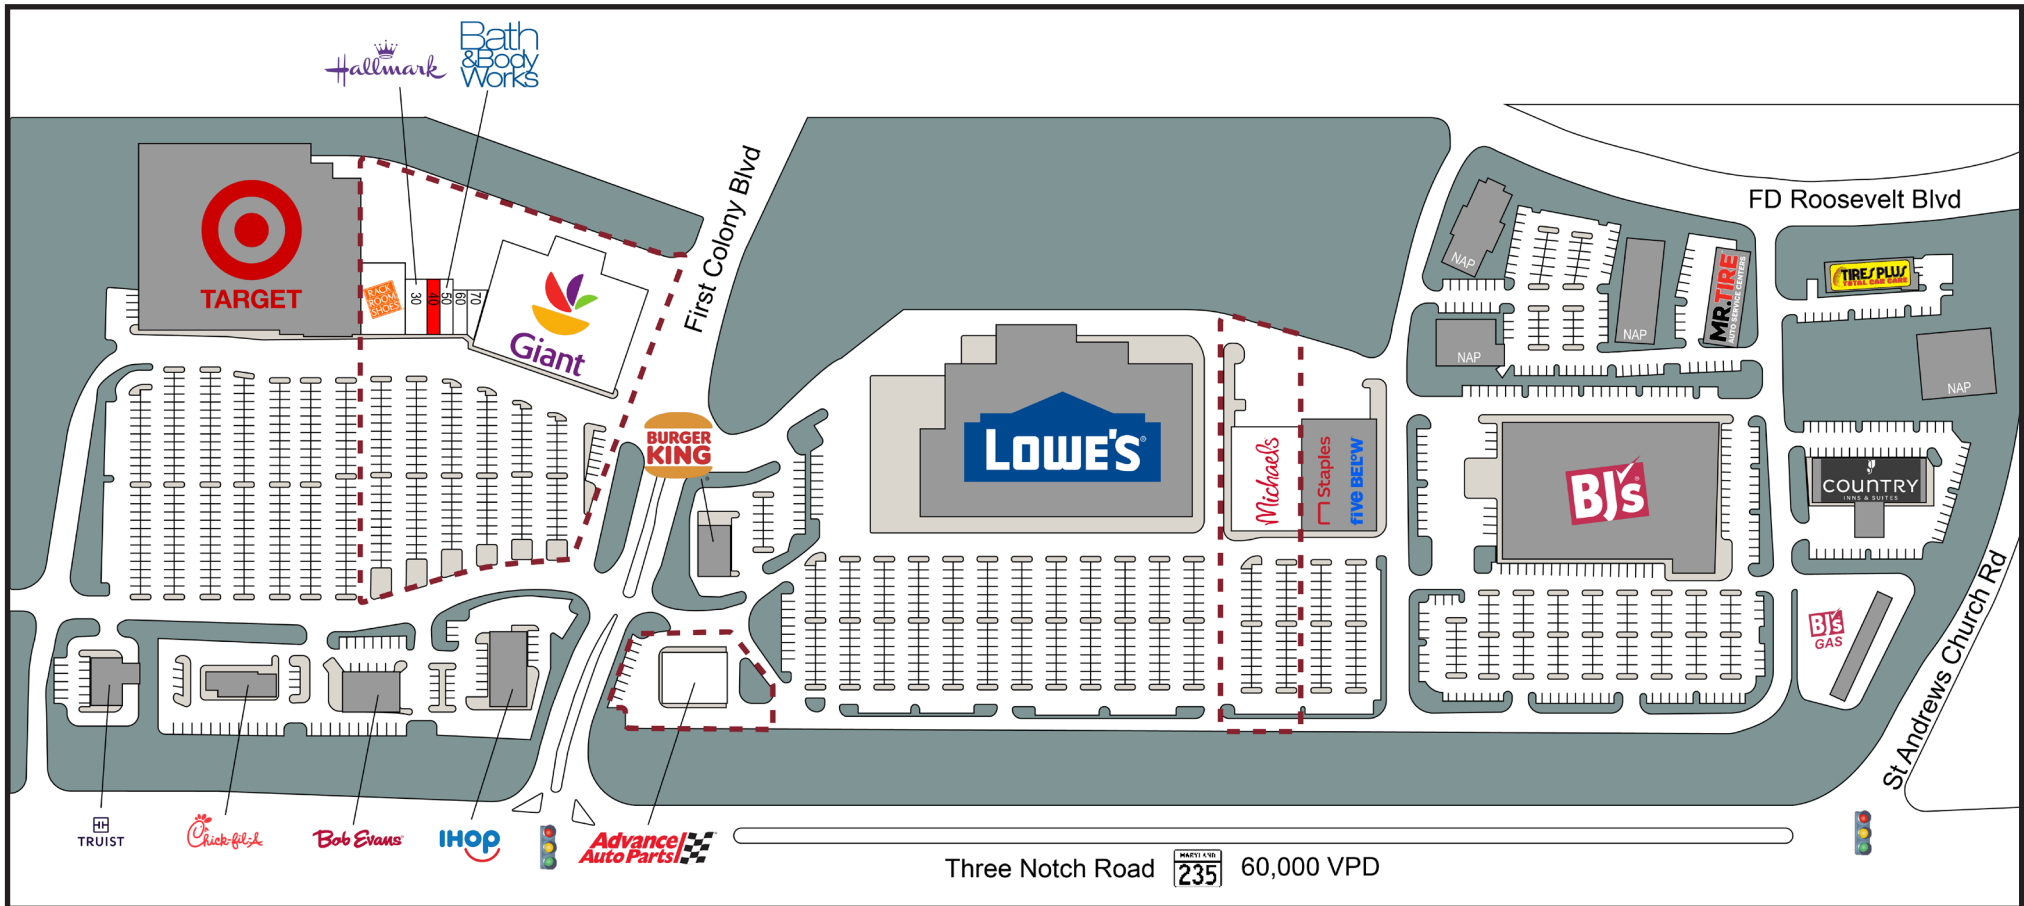 Hallmark
Bath
&Body
Works
First Colony Blvd
FD Roosevelt Blvd
TARGET
RACK
ROOM
SHOES
30
40
50
60
70
Giant
NAP
NAP
NAP
MR.TIRE
AUTO SERVICE CENTERS
TIRES PLUS
TOTAL CAR CARE
NAP
BURGER
KING
LOWE'S
Michaels
Staples
five BELOW
BJ's
COUNTRY
INNS & SUITES
BJ's
GAS
St Andrews Church Rd
TRUIST
Chick-fil-A
Bob Evans
IHOP
Advance
Auto Parts
Three Notch Road
MARYLAND
235
60,000 VPD